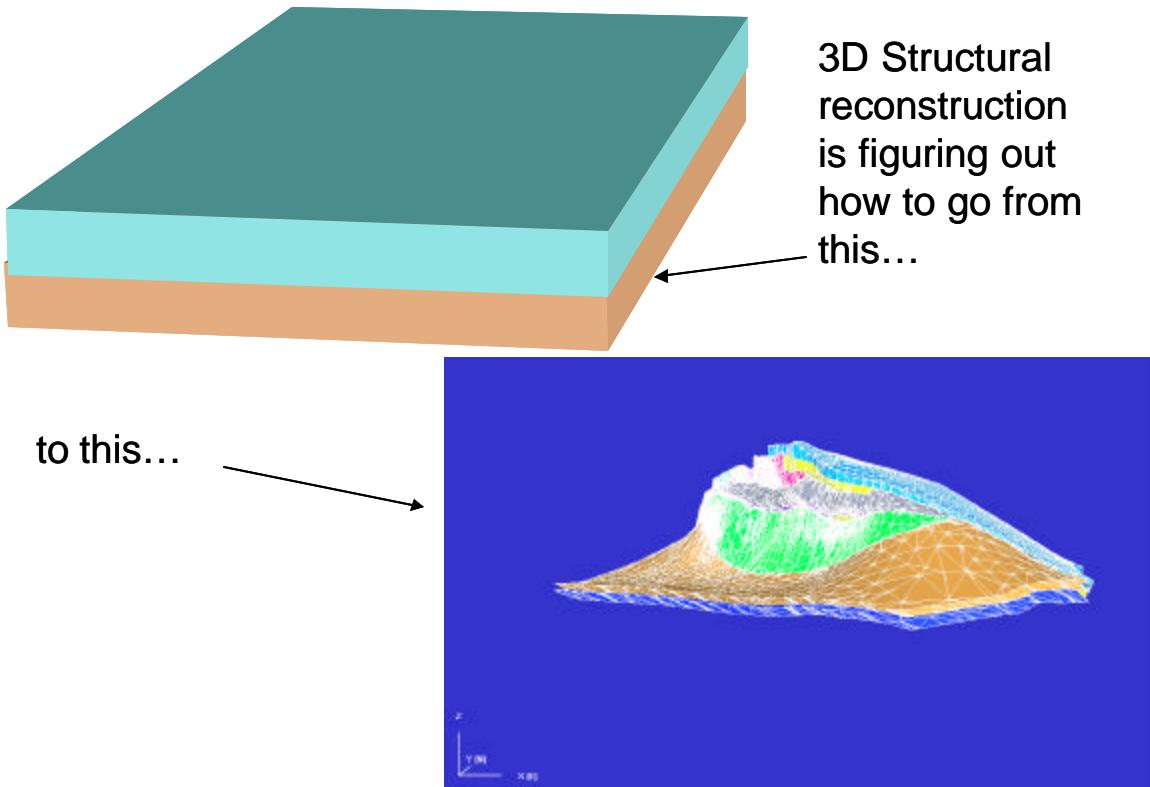 3D Structural
reconstruction
is figuring out
how to go from
this…
to this…
Z
Y [N]
X [E]